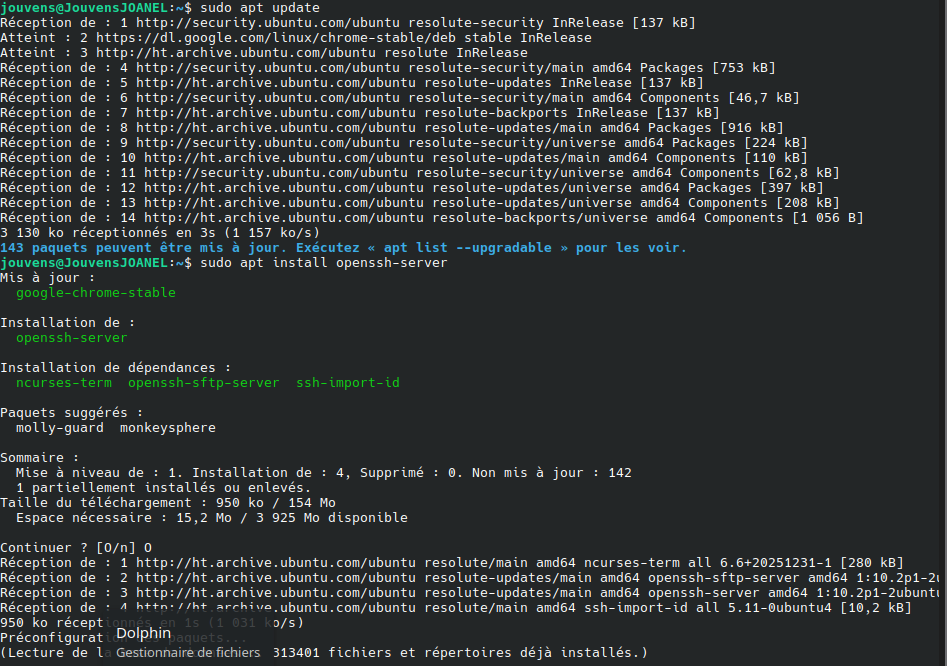 jouvens@JouvensJOANEL:~$ sudo apt update
Réception de : 1 http://security.ubuntu.com/ubuntu resolute-security InRelease [137 kB]
Atteint : 2 https://dl.google.com/linux/chrome-stable/deb stable InRelease
Atteint : 3 http://ht.archive.ubuntu.com/ubuntu resolute InRelease
Réception de : 4 http://security.ubuntu.com/ubuntu resolute-security/main amd64 Packages [753 kB]
Réception de : 5 http://ht.archive.ubuntu.com/ubuntu resolute-updates InRelease [137 kB]
Réception de : 6 http://security.ubuntu.com/ubuntu resolute-security/main amd64 Components [46,7 kB]
Réception de : 7 http://ht.archive.ubuntu.com/ubuntu resolute-backports InRelease [137 kB]
Réception de : 8 http://ht.archive.ubuntu.com/ubuntu resolute-updates/main amd64 Packages [916 kB]
Réception de : 9 http://security.ubuntu.com/ubuntu resolute-security/universe amd64 Packages [224 kB]
Réception de : 10 http://ht.archive.ubuntu.com/ubuntu resolute-updates/main amd64 Components [110 kB]
Réception de : 11 http://security.ubuntu.com/ubuntu resolute-security/universe amd64 Components [62,8 kB]
Réception de : 12 http://ht.archive.ubuntu.com/ubuntu resolute-updates/universe amd64 Packages [397 kB]
Réception de : 13 http://ht.archive.ubuntu.com/ubuntu resolute-updates/universe amd64 Components [208 kB]
Réception de : 14 http://ht.archive.ubuntu.com/ubuntu resolute-backports/universe amd64 Components [1 056 B]
3 130 ko réceptionnés en 3s (1 157 ko/s)
143 paquets peuvent être mis à jour. Exécutez « apt list --upgradable » pour les voir.
jouvens@JouvensJOANEL:~$ sudo apt install openssh-server
Mis à jour :
google-chrome-stable
Installation de :
openssh-server
Installation de dépendances :
ncurses-term openssh-sftp-server ssh-import-id
Paquets suggérés :
molly-guard monkeysphere
Sommaire :
Mise à niveau de : 1. Installation de : 4, Supprimé : 0. Non mis à jour : 142
1 partiellement installés ou enlevés.
Taille du téléchargement : 950 ko / 154 Mo
Espace nécessaire : 15,2 Mo / 3 925 Mo disponible
Continuer ? [O/n] O
Réception de : 1 http://ht.archive.ubuntu.com/ubuntu resolute/main amd64 ncurses-term all 6.6+20251231-1 [280 kB]
Réception de : 2 http://ht.archive.ubuntu.com/ubuntu resolute-updates/main amd64 openssh-sftp-server amd64 1:10.2p1-2u
Réception de : 3 http://ht.archive.ubuntu.com/ubuntu resolute-updates/main amd64 openssh-server amd64 1:10.2p1-2ubuntu
Réception de : 4 http://ht.archive.ubuntu.com/ubuntu resolute/main amd64 ssh-import-id all 5.11-0ubuntu4 [10,2 kB]
950 ko réceptionnés en 1s (1 031 ko/s)
Préconfiguration des paquets...
Dolphin
(Lecture de la
Gestionnaire de fichiers
313401 fichiers et répertoires déjà installés.)